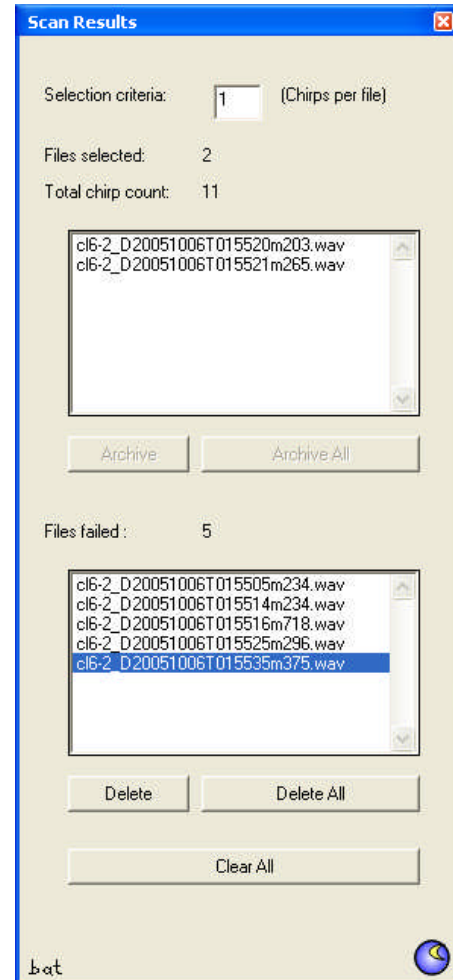 Scan Results
Selection criteria: 1 (Chirps per file)
Files selected: 2
Total chirp count: 11
cl6-2_D20051006T015520m203.wav
cl6-2_D20051006T015521m265.wav
Archive Archive All
Files failed : 5
cl6-2_D20051006T015505m234.wav
cl6-2_D20051006T015514m234.wav
cl6-2_D20051006T015516m718.wav
cl6-2_D20051006T015525m296.wav
cl6-2_D20051006T015535m375.wav
Delete Delete All
Clear All
bat